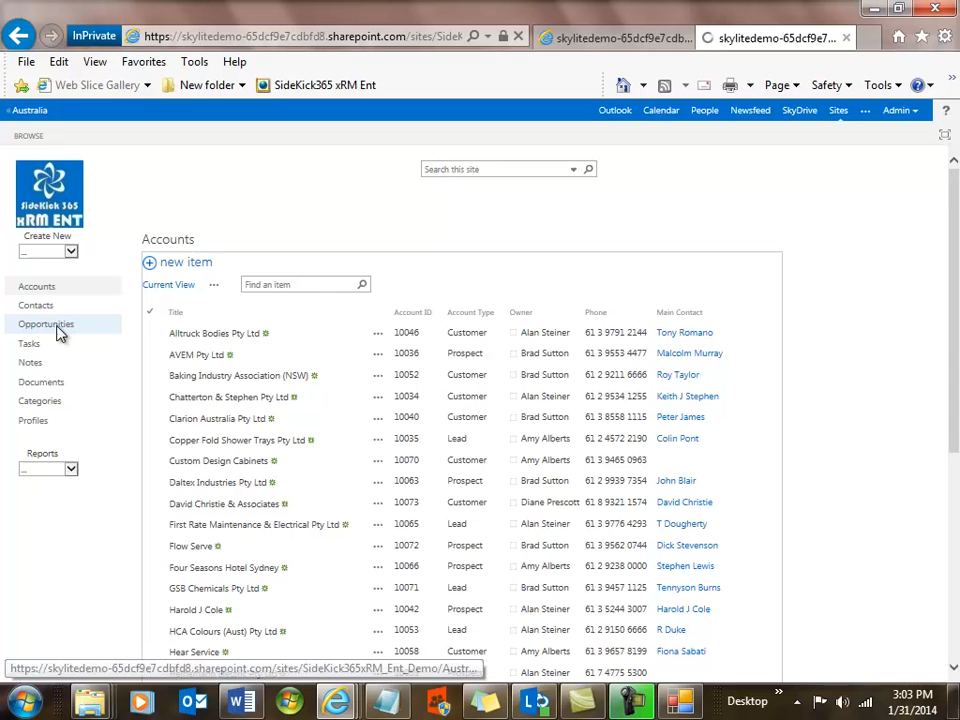 InPrivate https://skylitedemo-65dcf9e7cdbfd8.sharepoint.com/sites/SideK skylitedemo-65dcf9e7cdb... skylitedemo-65dcf9e7...
File Edit View Favorites Tools Help
Web Slice Gallery New folder SideKick365 xRM Ent Page Safety Tools
Australia Outlook Calendar People Newsfeed SkyDrive Sites ... Admin ?
BROWSE
SideKick 365
xRM ENT
Search this site
Create New
Accounts
Contacts
Opportunities
Tasks
Notes
Documents
Categories
Profiles
Reports
Accounts
new item
Current View ... Find an item
Title Account ID Account Type Owner Phone Main Contact
Alltruck Bodies Pty Ltd ... 10046 Customer Alan Steiner 61 3 9791 2144 Tony Romano
AVEM Pty Ltd ... 10036 Prospect Brad Sutton 61 3 9553 4477 Malcolm Murray
Baking Industry Association (NSW) ... 10052 Customer Brad Sutton 61 2 9211 6666 Roy Taylor
Chatterton & Stephen Pty Ltd ... 10034 Customer Alan Steiner 61 2 9534 1255 Keith J Stephen
Clarion Australia Pty Ltd ... 10040 Customer Brad Sutton 61 3 8558 1115 Peter James
Copper Fold Shower Trays Pty Ltd ... 10035 Lead Amy Alberts 61 2 4572 2190 Colin Pont
Custom Design Cabinets ... 10070 Customer Amy Alberts 61 3 9465 0963
Daltex Industries Pty Ltd ... 10063 Prospect Brad Sutton 61 2 9939 7354 John Blair
David Christie & Associates ... 10073 Customer Diane Prescott 61 8 9321 1574 David Christie
First Rate Maintenance & Electrical Pty Ltd ... 10065 Lead Alan Steiner 61 3 9776 4293 T Dougherty
Flow Serve ... 10072 Prospect Brad Sutton 61 3 9562 0744 Dick Stevenson
Four Seasons Hotel Sydney ... 10066 Prospect Amy Alberts 61 2 9238 0000 Stephen Lewis
GSB Chemicals Pty Ltd ... 10071 Lead Brad Sutton 61 3 9457 1125 Tennyson Burns
Harold J Cole ... 10042 Prospect Alan Steiner 61 3 5244 3007 Harold J Cole
HCA Colours (Aust) Pty Ltd ... 10053 Lead Alan Steiner 61 2 9150 6666 R Duke
Hear Service ... 10058 Customer Amy Alberts 61 3 9657 8199 Fiona Sabati
Alan Steiner 61 7 4775 5300
https://skylitedemo-65dcf9e7cdbfd8.sharepoint.com/sites/SideKick365xRM_Ent_Demo/Austr...
Desktop 3:03 PM
1/31/2014